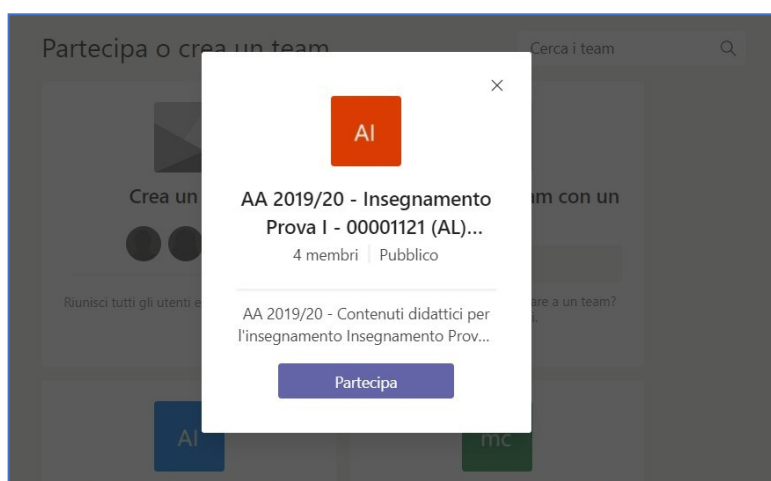 Partecipa o crea un team
Cerca i team
AI
AA 2019/20 - Insegnamento
Prova I - 00001121 (AL)...
4 membri
Pubblico
AA 2019/20 - Contenuti didattici per
l'insegnamento Insegnamento Prov...
Partecipa
Crea un
am con un
Riunisci tutti gli utenti e
are a un team?
AI
mc